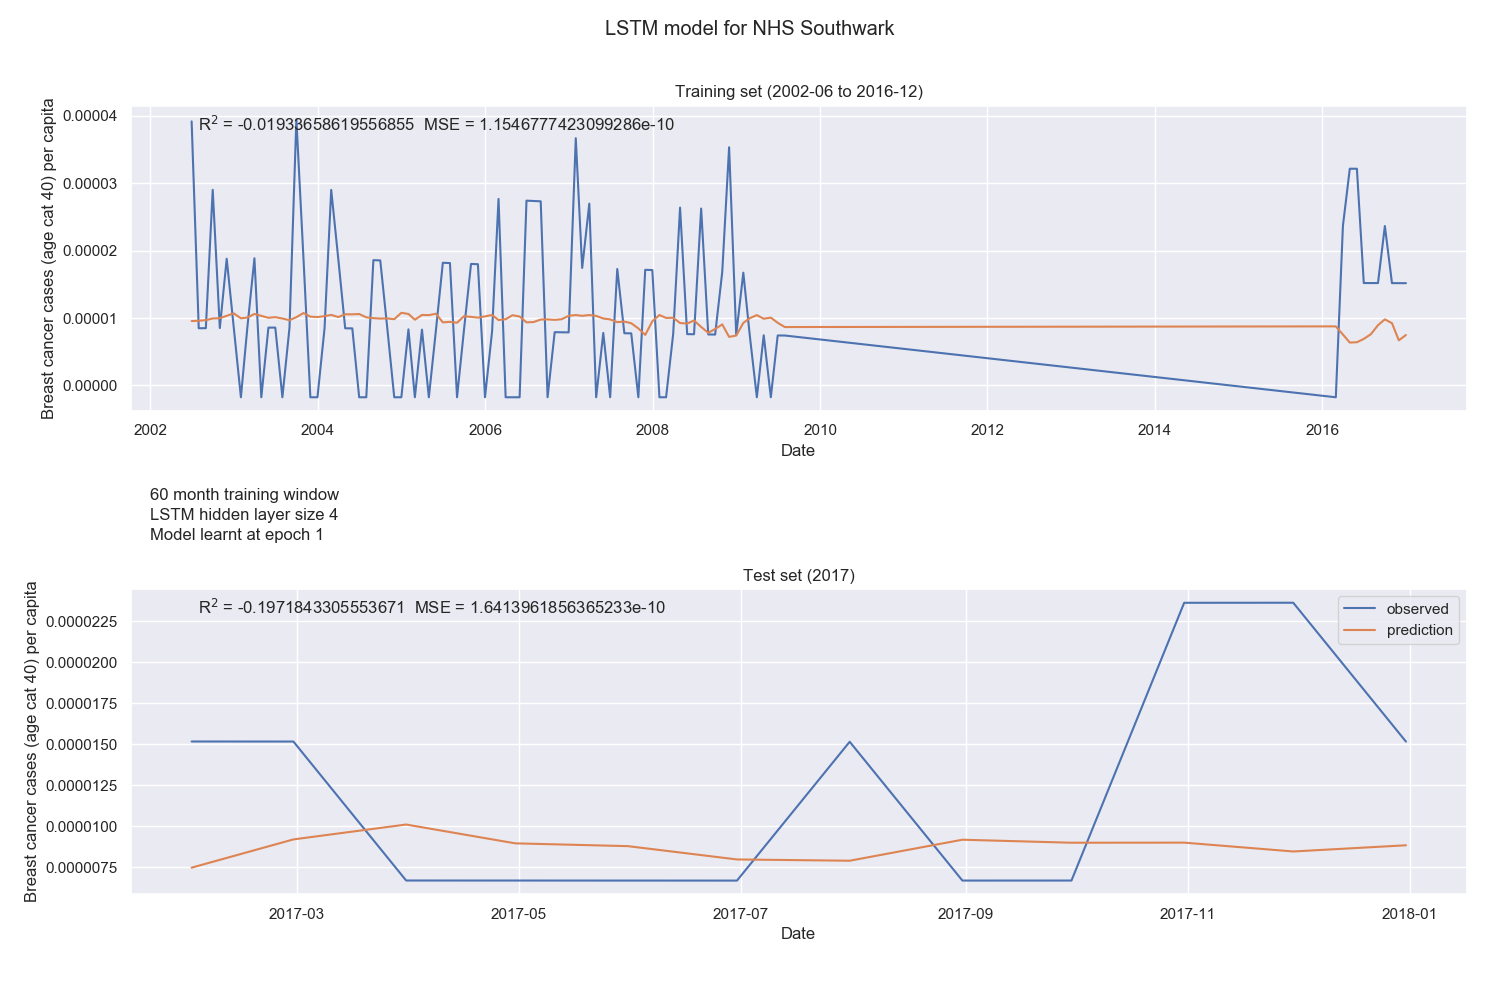 LSTM model for NHS Southwark
Training set (2002-06 to 2016-12)
R² = -0.01933658619556855 MSE = 1.1546777423099286e-10
Breast cancer cases (age cat 40) per capita
0.00004
0.00003
0.00002
0.00001
0.00000
2002 2004 2006 2008 2010 2012 2014 2016
Date
60 month training window
LSTM hidden layer size 4
Model learnt at epoch 1
Test set (2017)
R² = -0.1971843305553671 MSE = 1.6413961856365233e-10
observed
prediction
Breast cancer cases (age cat 40) per capita
0.0000225
0.0000200
0.0000175
0.0000150
0.0000125
0.0000100
0.0000075
2017-03 2017-05 2017-07 2017-09 2017-11 2018-01
Date